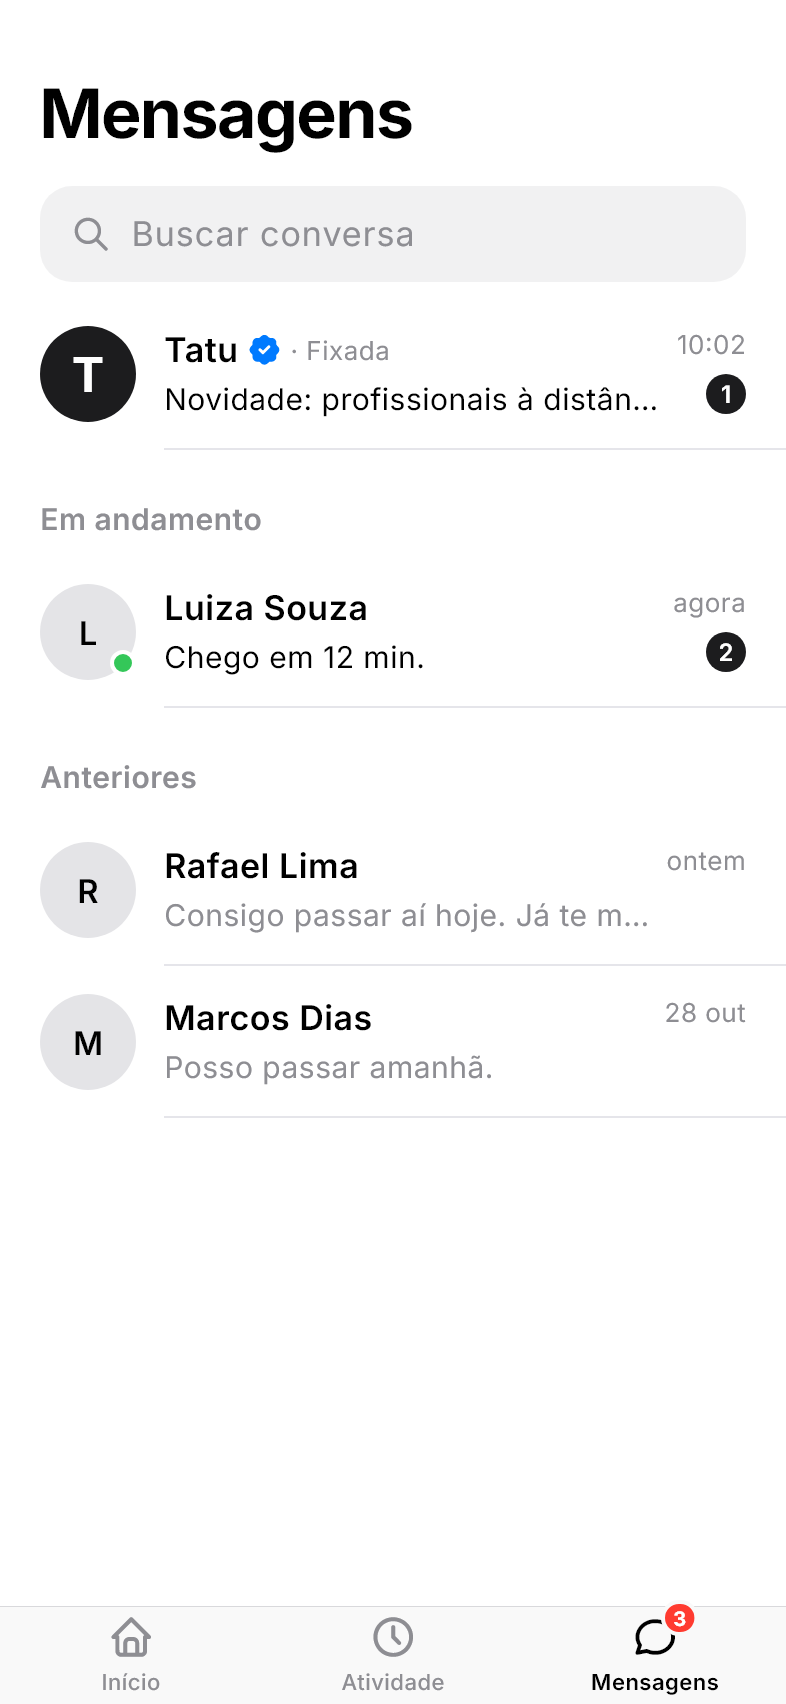 Mensagens
Buscar conversa
T
Tatu · Fixada
10:02
Novidade: profissionais à distân...
1
Em andamento
L
Luiza Souza
agora
Chego em 12 min.
2
Anteriores
R
Rafael Lima
ontem
Consigo passar aí hoje. Já te m...
M
Marcos Dias
28 out
Posso passar amanhã.
3
Início
Atividade
Mensagens